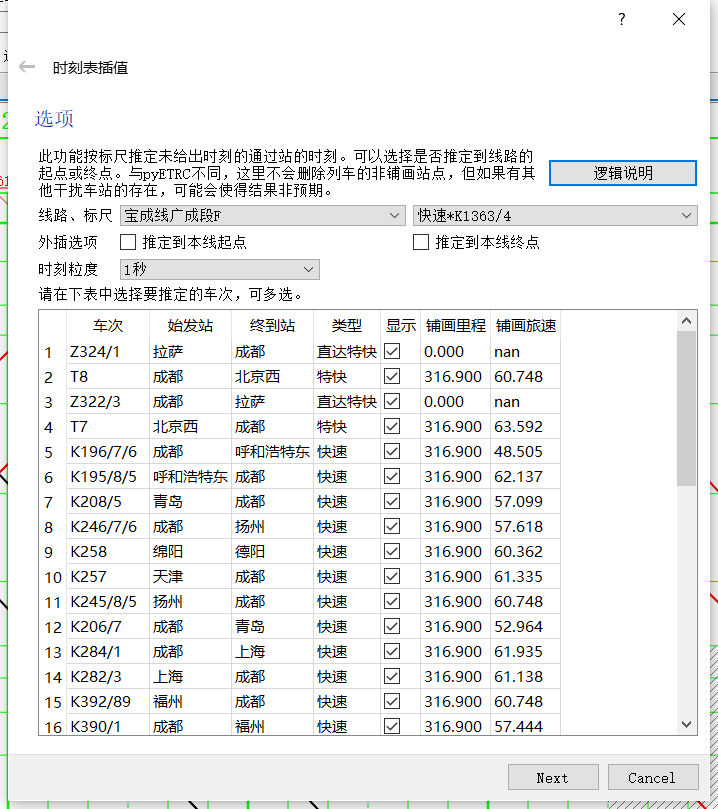 ?
时刻表插值
选项
此功能按标尺推定未给出时刻的通过站的时刻。可以选择是否推定到线路的
起点或终点。与pyETRC不同，这里不会删除列车的非铺画站点，但如果有其
他干扰车站的存在，可能会使得结果非预期。
逻辑说明
线路、标尺 宝成线广成段F 快速*K1363/4
外插选项 推定到本线起点 推定到本线终点
时刻粒度 1秒
请在下表中选择要推定的车次，可多选。
车次 始发站 终到站 类型 显示 铺画里程 铺画旅速
1 Z324/1 拉萨 成都 直达特快 0.000 nan
2 T8 成都 北京西 特快 316.900 60.748
3 Z322/3 成都 拉萨 直达特快 0.000 nan
4 T7 北京西 成都 特快 316.900 63.592
5 K196/7/6 成都 呼和浩特东 快速 316.900 48.505
6 K195/8/5 呼和浩特东 成都 快速 316.900 62.137
7 K208/5 青岛 成都 快速 316.900 57.099
8 K246/7/6 成都 扬州 快速 316.900 57.618
9 K258 绵阳 德阳 快速 316.900 60.362
10 K257 天津 成都 快速 316.900 61.335
11 K245/8/5 扬州 成都 快速 316.900 60.748
12 K206/7 成都 青岛 快速 316.900 52.964
13 K284/1 成都 上海 快速 316.900 61.935
14 K282/3 上海 成都 快速 316.900 61.138
15 K392/89 福州 成都 快速 316.900 60.748
16 K390/1 成都 福州 快速 316.900 57.444
Next Cancel